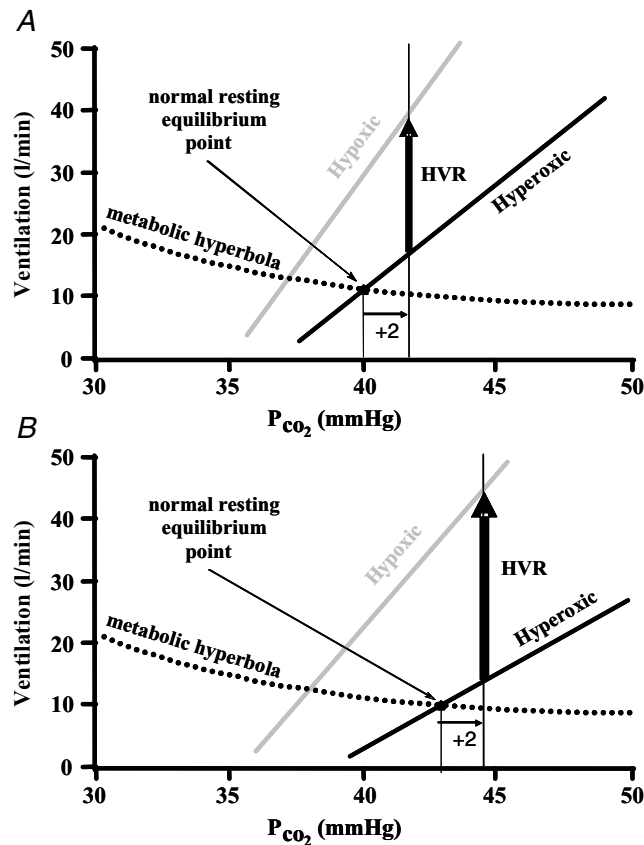 A
Ventilation (l/min)
50
40
30
20
10
0
normal resting
equilibrium
point
metabolic hyperbola
Hypoxic
HVR
Hyperoxic
+2
30
35
40
45
50
Pco₂ (mmHg)
B
Ventilation (l/min)
50
40
30
20
10
0
normal resting
equilibrium
point
metabolic hyperbola
Hypoxic
HVR
Hyperoxic
+2
30
35
40
45
50
Pco₂ (mmHg)